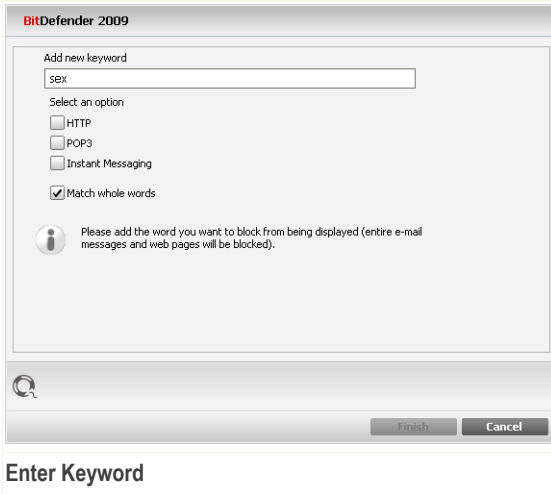 BitDefender 2009
Add new keyword
sex
Select an option
HTTP
POP3
Instant Messaging
Match whole words
Please add the word you want to block from being displayed (entire e-mail
messages and web pages will be blocked).
Finish Cancel
Enter Keyword